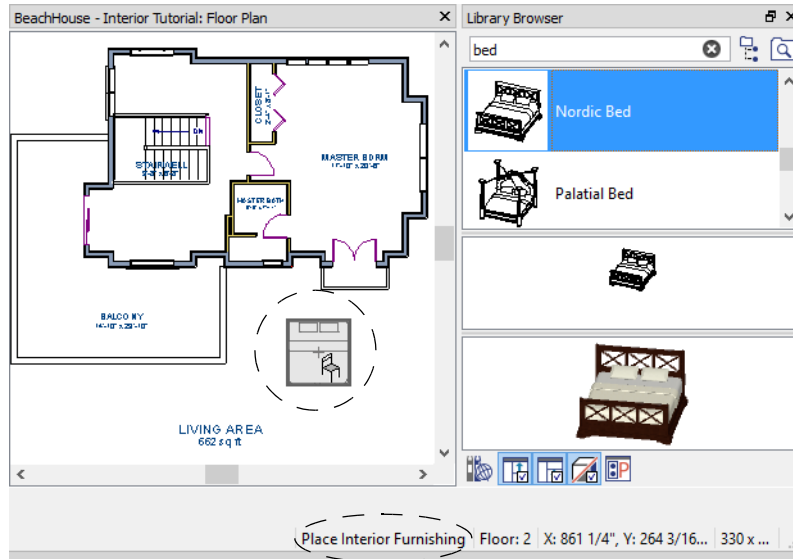 BeachHouse - Interior Tutorial: Floor Plan
Library Browser
bed
Nordic Bed
Palatial Bed
CLOSET
DN
STAIRWELL
MASTER BDRM
MASTER BATH
BALCONY
LIVING AREA
662 sq ft
Place Interior Furnishing
Floor: 2
X: 861 1/4", Y: 264 3/16...
330 x ...